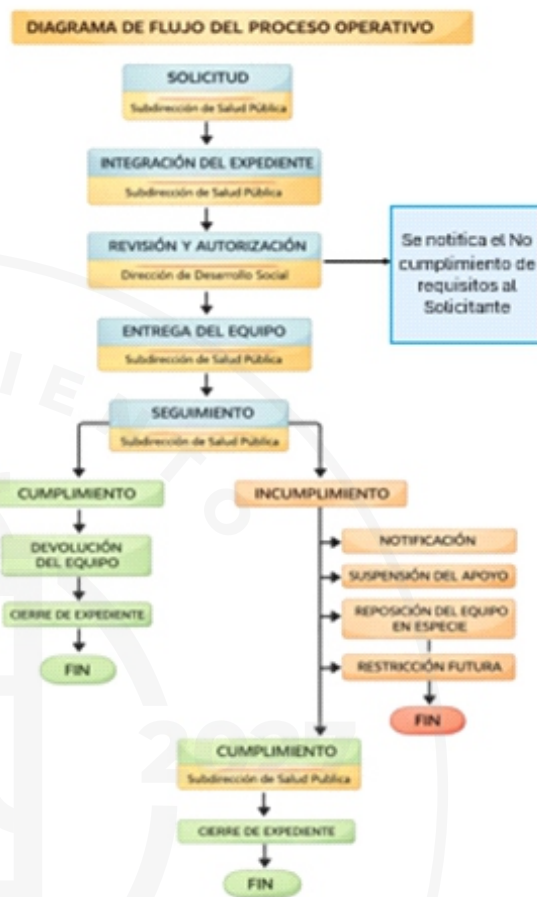 DIAGRAMA DE FLUJO DEL PROCESO OPERATIVO
SOLICITUD
Subdirección de Salud Pública
INTEGRACIÓN DEL EXPEDIENTE
Subdirección de Salud Pública
REVISIÓN Y AUTORIZACIÓN
Dirección de Desarrollo Social
Se notifica el No
cumplimiento de
requisitos al
Solicitante
ENTREGA DEL EQUIPO
Subdirección de Salud Pública
SEGUIMIENTO
Subdirección de Salud Pública
CUMPLIMIENTO
DEVOLUCIÓN
DEL EQUIPO
CIERRE DE EXPEDIENTE
FIN
INCUMPLIMIENTO
NOTIFICACIÓN
SUSPENSIÓN DEL APOYO
REPOSICIÓN DEL EQUIPO
EN ESPECIE
RESTRICCIÓN FUTURA
FIN
CUMPLIMIENTO
Subdirección de Salud Publica
CIERRE DE EXPEDIENTE
FIN